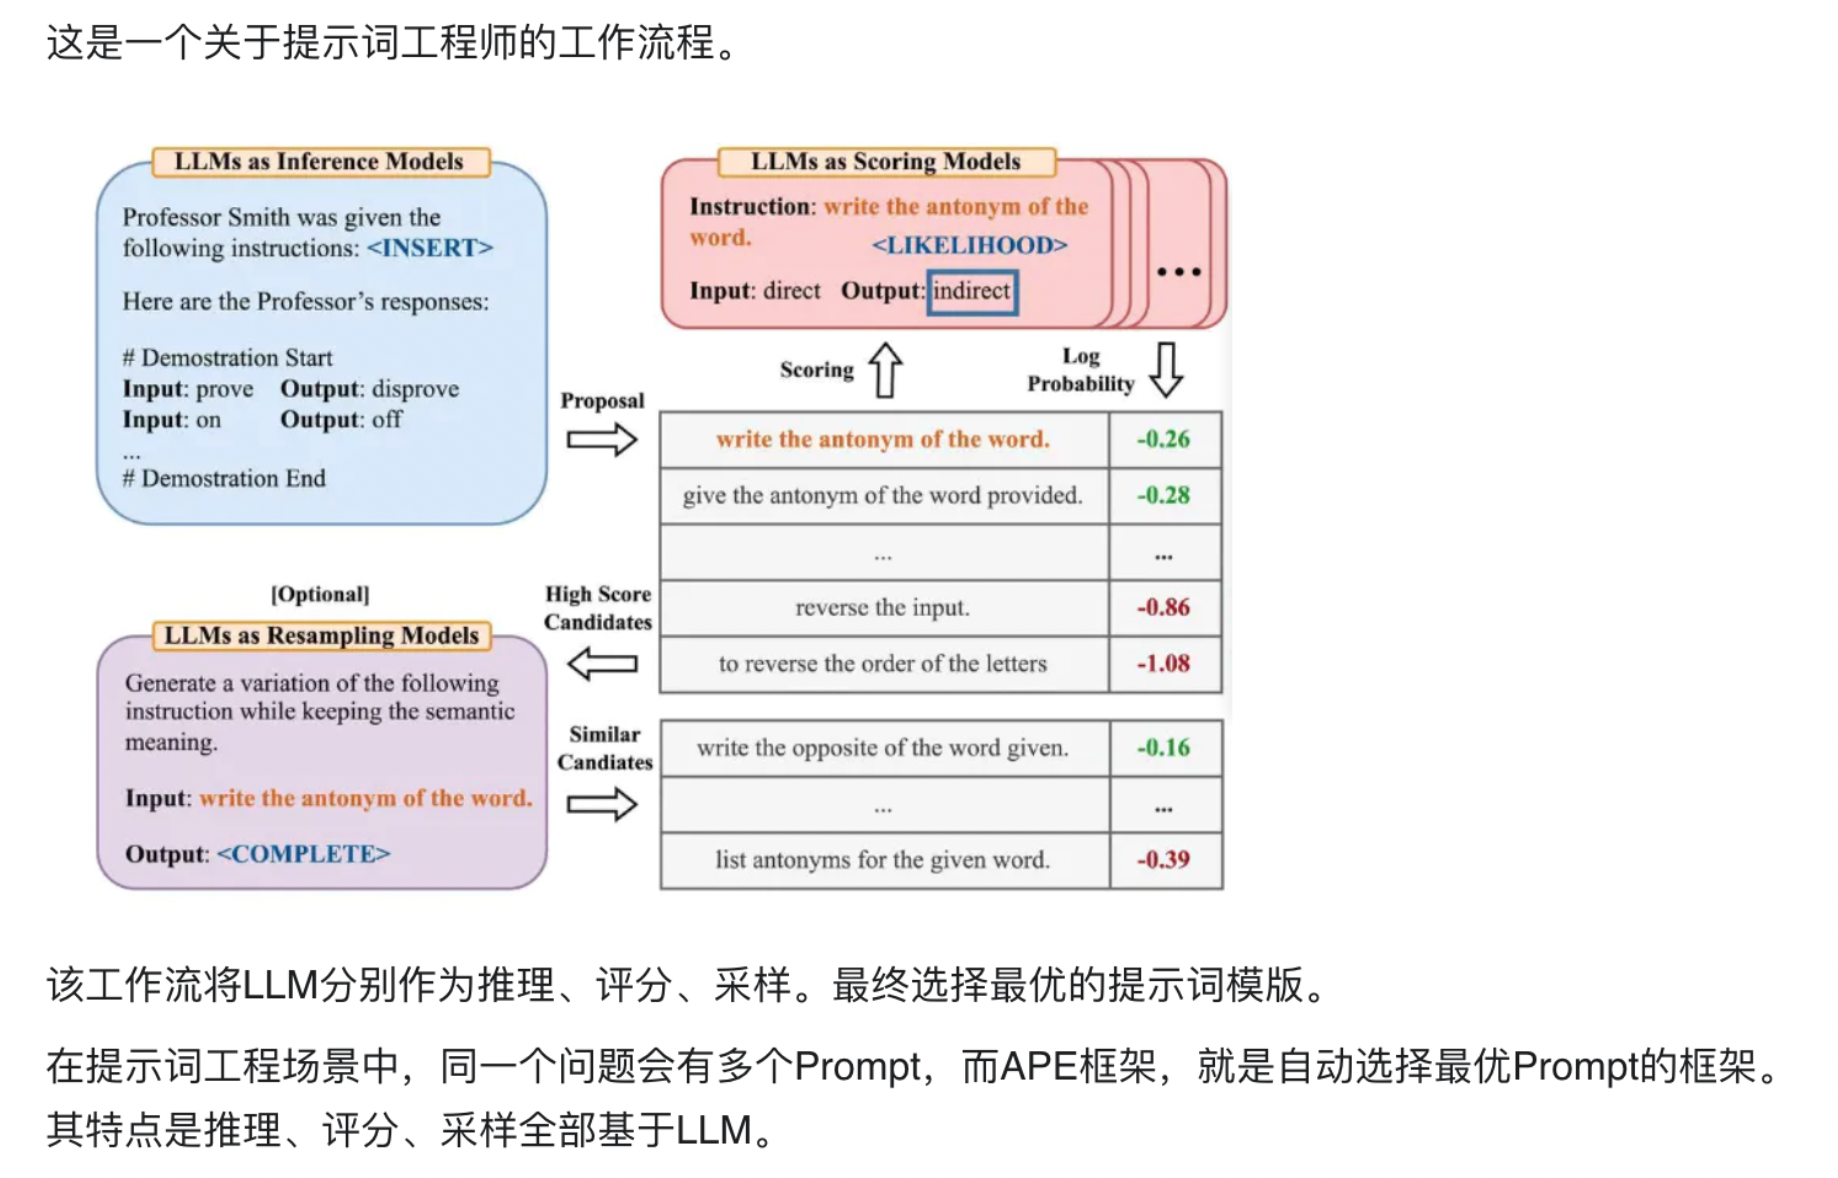 这是一个关于提示词工程师的工作流程。
LLMs as Inference Models
Professor Smith was given the
following instructions: <INSERT>
Here are the Professor's responses:
# Demostration Start
Input: prove Output: disprove
Input: on Output: off
...
# Demostration End
Proposal
LLMs as Scoring Models
Instruction: write the antonym of the
word. <LIKELIHOOD>
Input: direct Output: indirect
...
Scoring
Log
Probability
write the antonym of the word. -0.26
give the antonym of the word provided. -0.28
... ...
reverse the input. -0.86
to reverse the order of the letters -1.08
High Score
Candidates
[Optional]
LLMs as Resampling Models
Generate a variation of the following
instruction while keeping the semantic
meaning.
Input: write the antonym of the word.
Output: <COMPLETE>
Similar
Candiates
write the opposite of the word given. -0.16
... ...
list antonyms for the given word. -0.39
该工作流将LLM分别作为推理、评分、采样。最终选择最优的提示词模版。
在提示词工程场景中，同一个问题会有多个Prompt，而APE框架，就是自动选择最优Prompt的框架。
其特点是推理、评分、采样全部基于LLM。